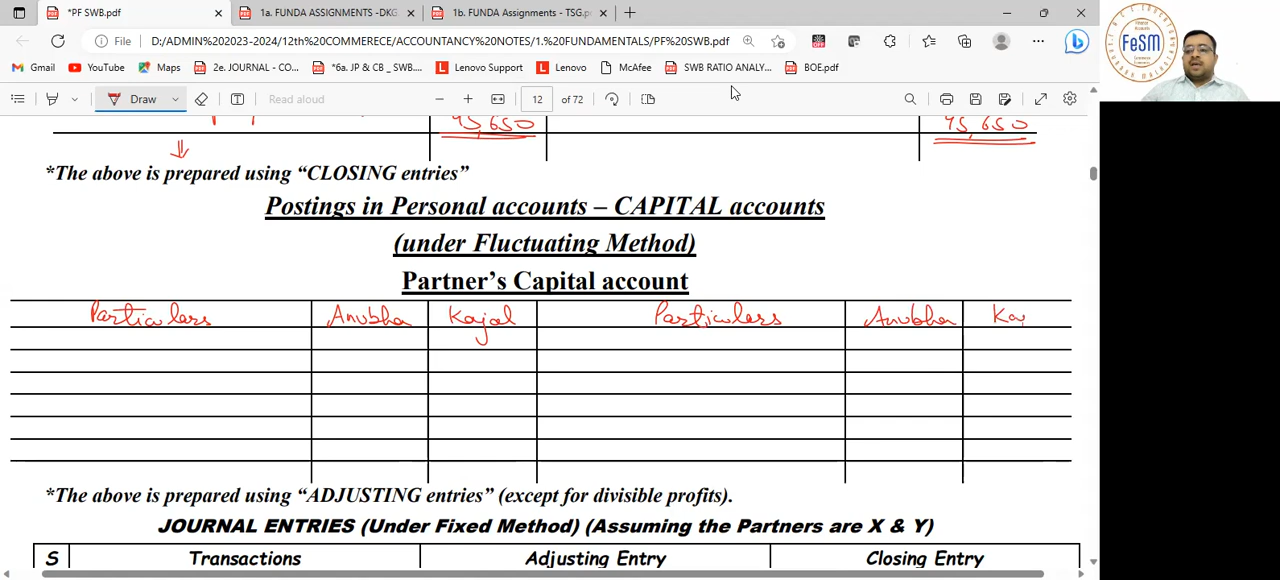 *PF SWB.pdf
1a. FUNDA ASSIGNMENTS -DKG.
1b. FUNDA Assignments - TSG.p
File D:/ADMIN%202023-2024/12th%20COMMERECE/ACCOUNTANCE%20NOTES/1.%20FUNDAMENTALS/PF%20SWB.pdf
Gmail YouTube Maps 2e. JOURNAL - CO... *6a. JP & CB _ SWB.... Lenovo Support Lenovo McAfee SWB RATIO ANALY... BOE.pdf
Draw Read aloud 12 of 72
45,650 45,650
*The above is prepared using “CLOSING entries”
Postings in Personal accounts – CAPITAL accounts
(under Fluctuating Method)
Partner’s Capital account
Particulars Anubha Kajal Particulars Anubha Ka
*The above is prepared using “ADJUSTING entries” (except for divisible profits).
JOURNAL ENTRIES (Under Fixed Method) (Assuming the Partners are X & Y)
S Transactions Adjusting Entry Closing Entry
FeSM